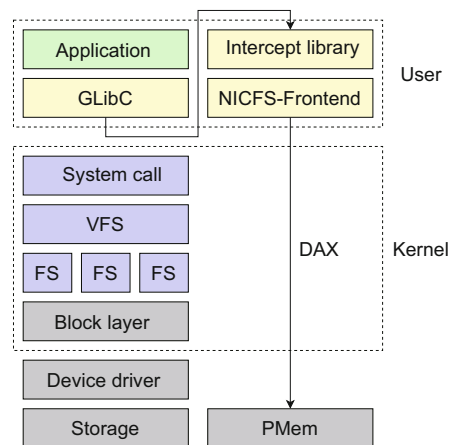 Application
Intercept library
User
GLibC
NICFS-Frontend
System call
VFS
DAX
Kernel
FS FS FS
Block layer
Device driver
Storage
PMem